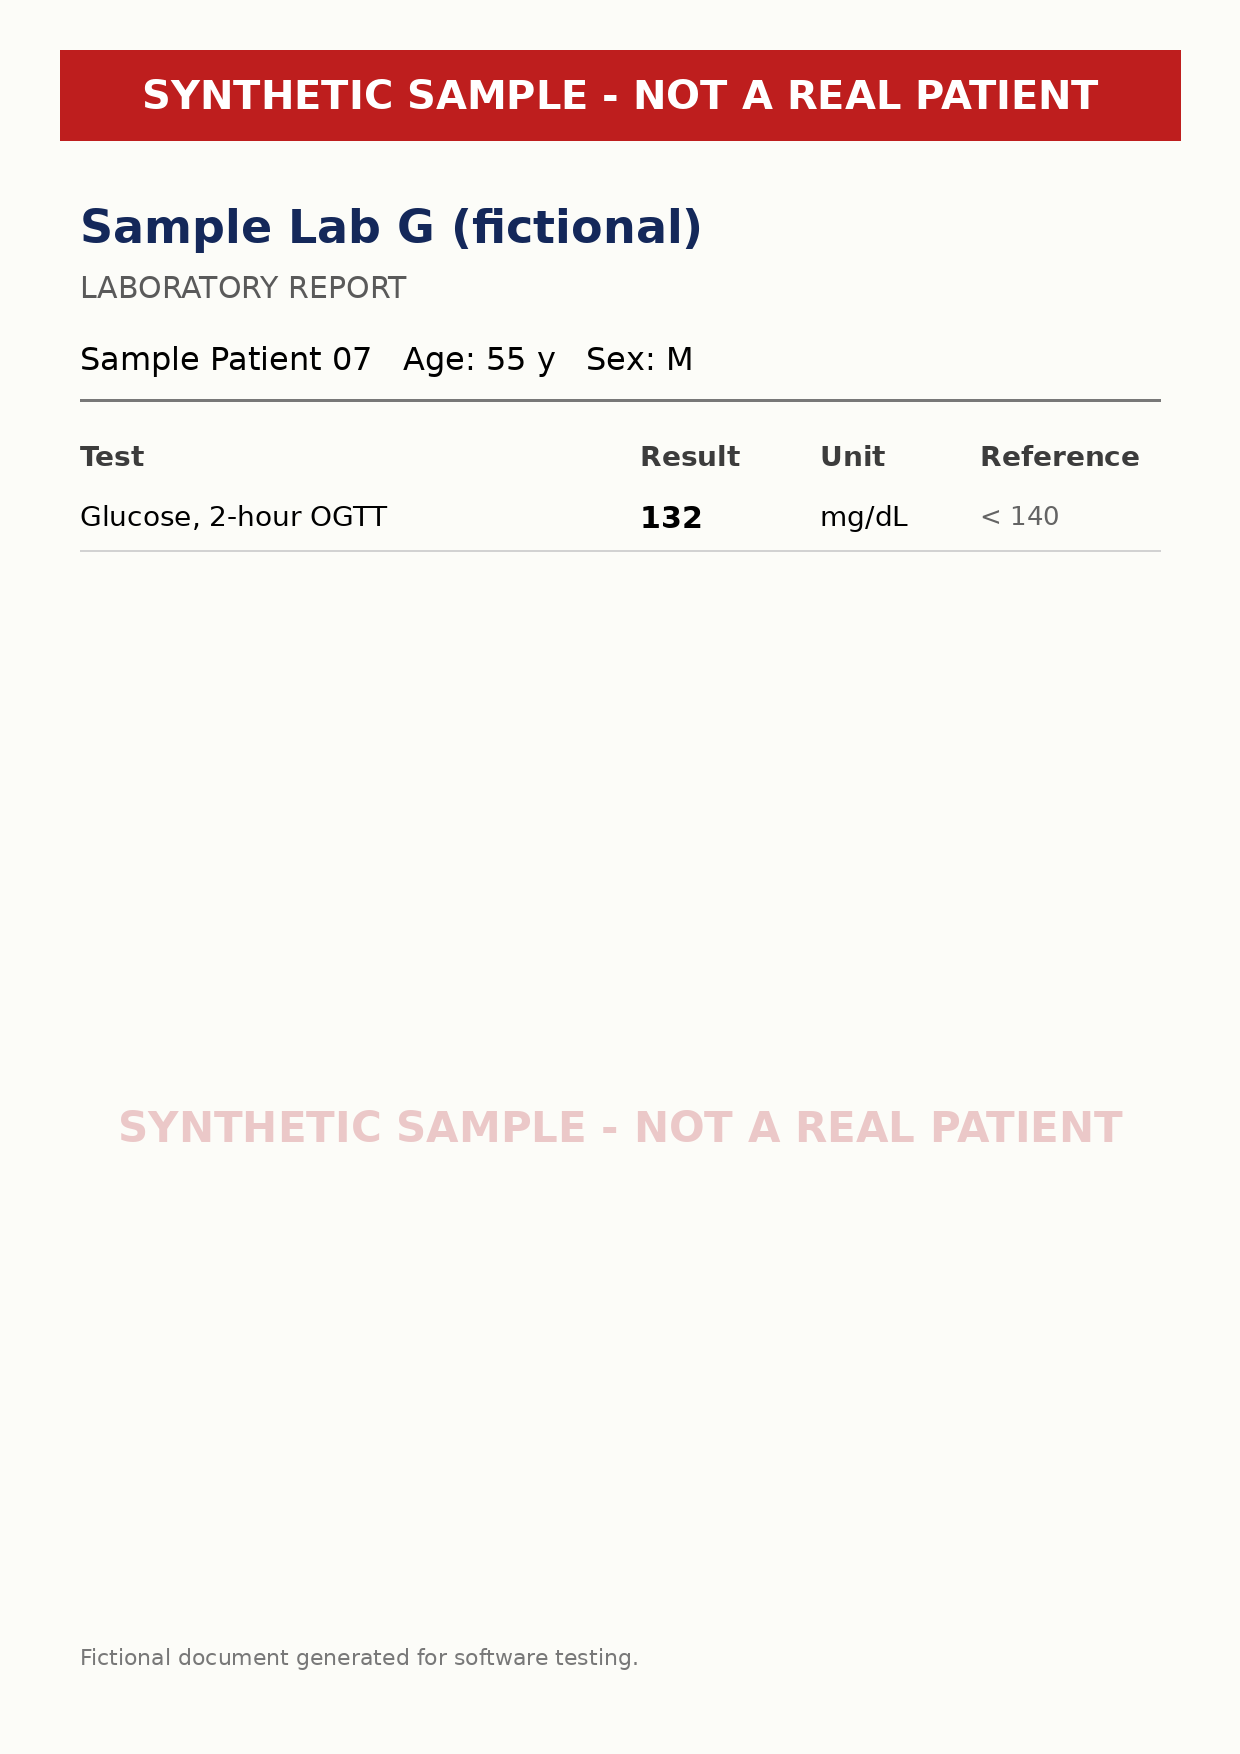 SYNTHETIC SAMPLE - NOT A REAL PATIENT
Sample Lab G (fictional)
LABORATORY REPORT
Sample Patient 07 Age: 55 y Sex: M
Test Result Unit Reference
Glucose, 2-hour OGTT 132 mg/dL < 140
SYNTHETIC SAMPLE - NOT A REAL PATIENT
Fictional document generated for software testing.